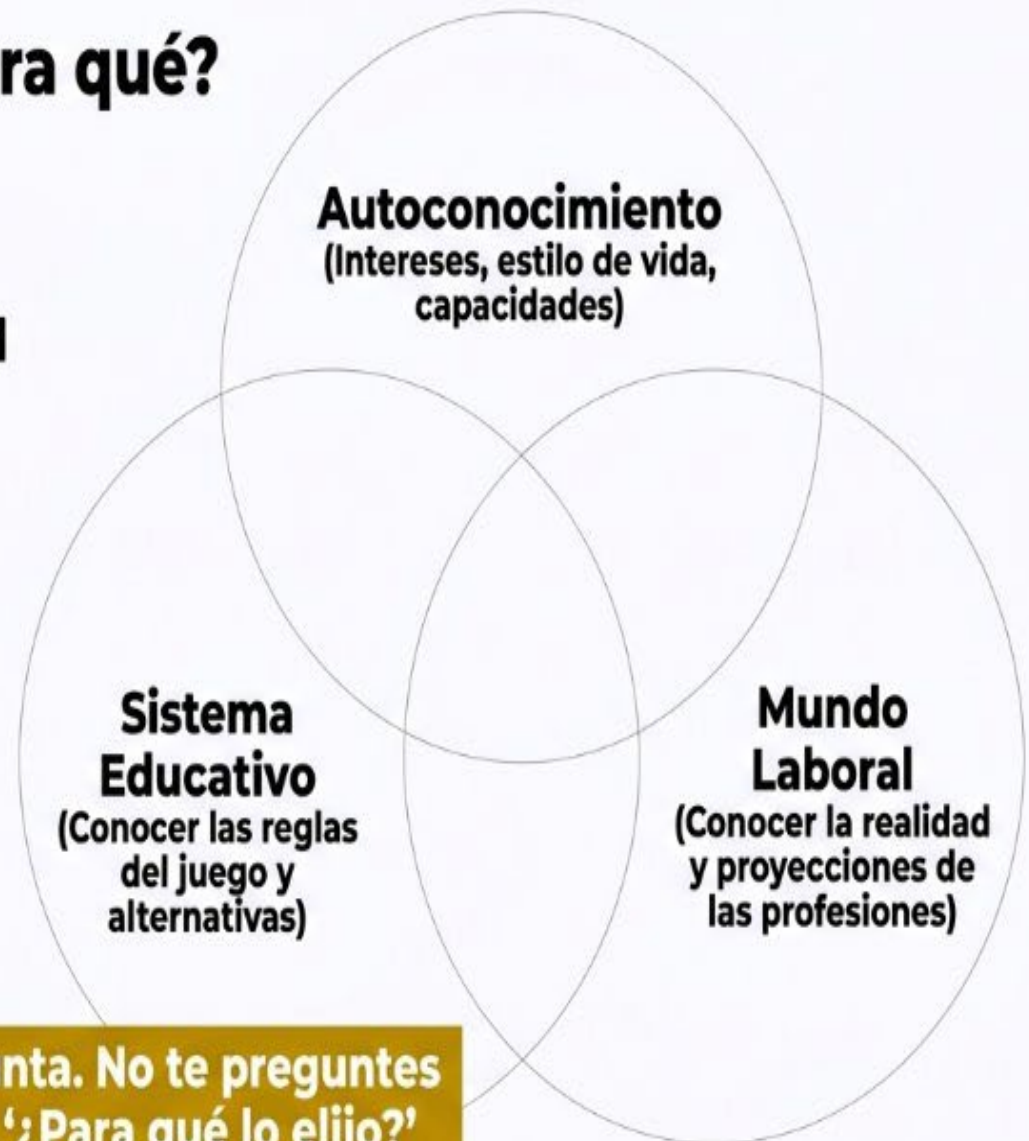 ra qué?
Autoconocimiento
(Intereses, estilo de vida,
capacidades)
Sistema
Educativo
(Conocer las reglas
del juego y
alternativas)
Mundo
Laboral
(Conocer la realidad
y proyecciones de
las profesiones)
nta. No te preguntes
'¿Para qué lo elijo?'